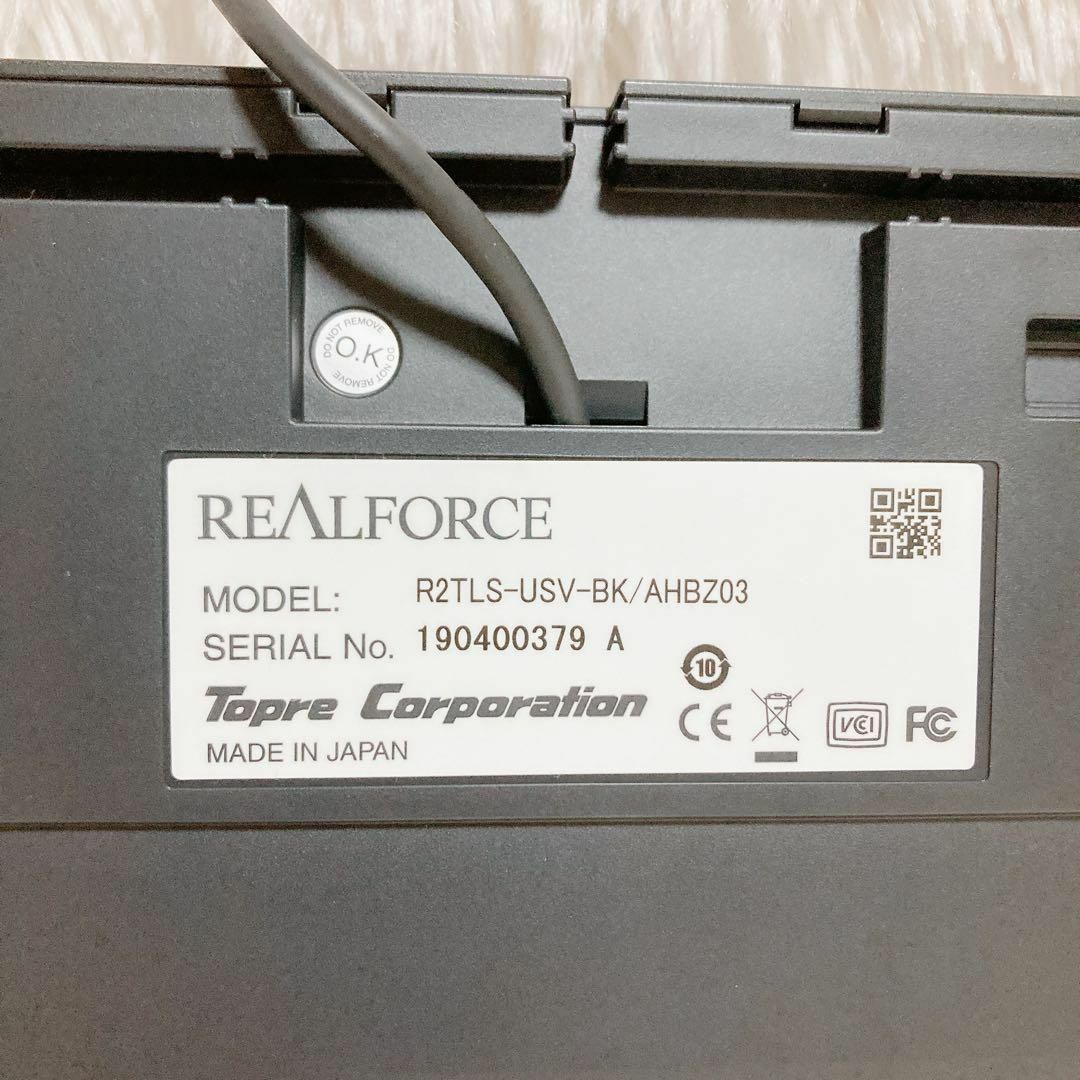 DO NOT REMOVE
O.K
DO NOT REMOVE
REALFORCE
MODEL: R2TLS-USV-BK/AHBZ03
SERIAL No. 190400379 A
10
Topre Corporation
CE VCI FC
MADE IN JAPAN